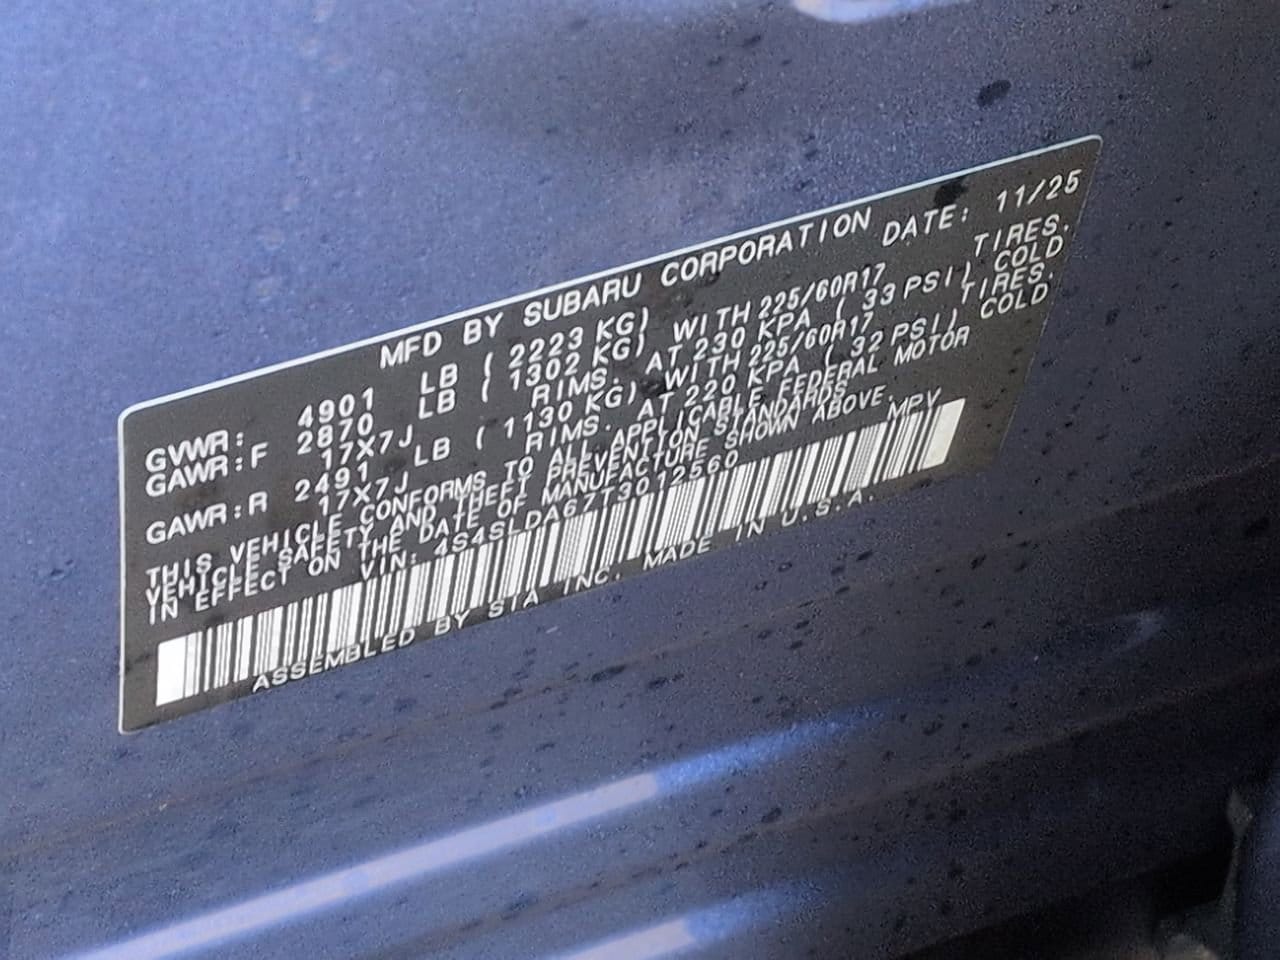 MFD BY SUBARU CORPORATION
DATE: 11/25
GVWR: 4901 LB ( 2223 KG)
GAWR:F 2870 LB ( 1302 KG) WITH 225/60R17 TIRES.
17X7J RIMS. AT 230 KPA ( 33 PSI) COLD
GAWR:R 2491 LB ( 1130 KG) WITH 225/60R17 TIRES.
17X7J RIMS. AT 220 KPA ( 32 PSI) COLD
THIS VEHICLE CONFORMS TO ALL APPLICABLE FEDERAL MOTOR
VEHICLE SAFETY AND THEFT PREVENTION STANDARDS
IN EFFECT ON THE DATE OF MANUFACTURE SHOWN ABOVE.
VIN: 4S4SLDA67T3012560 MPV
ASSEMBLED BY SIA INC. MADE IN U.S.A.